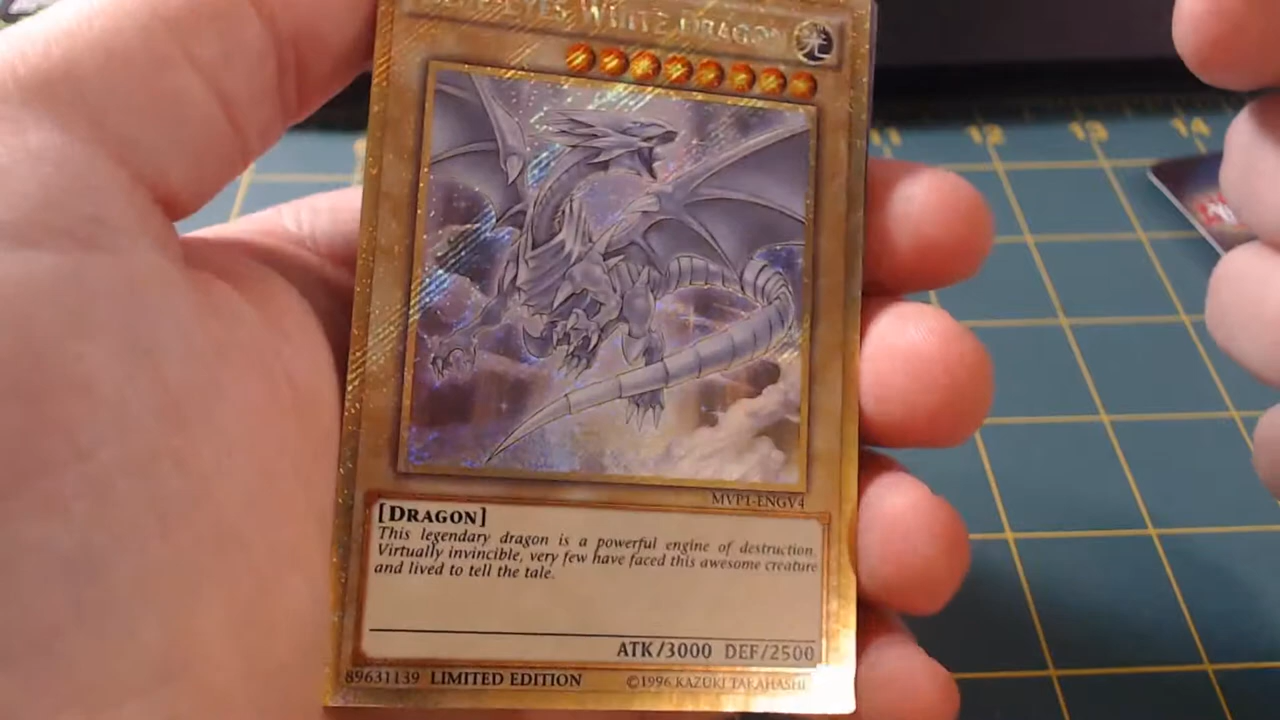 BLUE-EYES WHITE DRAGON 光
MVP1-ENGV4
[DRAGON]
This legendary dragon is a powerful engine of destruction.
Virtually invincible, very few have faced this awesome creature
and lived to tell the tale.
ATK/3000 DEF/2500
89631139 LIMITED EDITION ©1996 KAZUKI TAKAHASHI
11 12 13 14